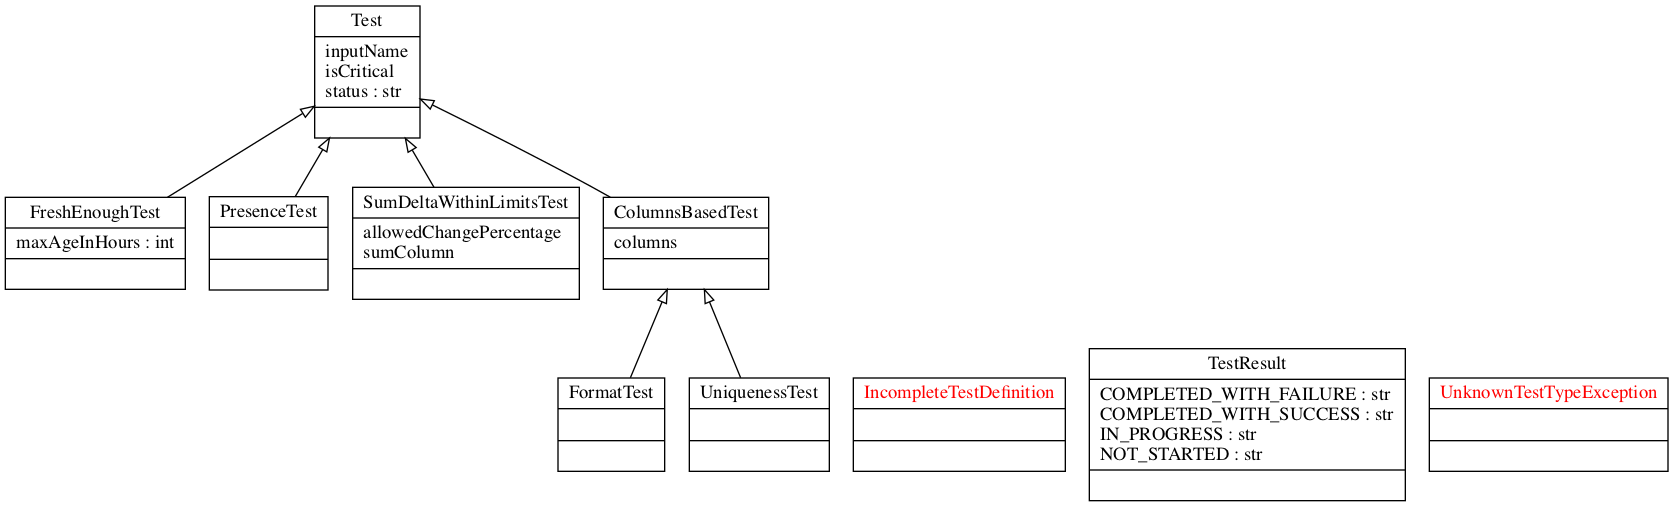 Test
inputName
isCritical
status : str
FreshEnoughTest
maxAgeInHours : int
PresenceTest
SumDeltaWithinLimitsTest
allowedChangePercentage
sumColumn
ColumnsBasedTest
columns
FormatTest
UniquenessTest
IncompleteTestDefinition
TestResult
COMPLETED_WITH_FAILURE : str
COMPLETED_WITH_SUCCESS : str
IN_PROGRESS : str
NOT_STARTED : str
UnknownTestTypeException